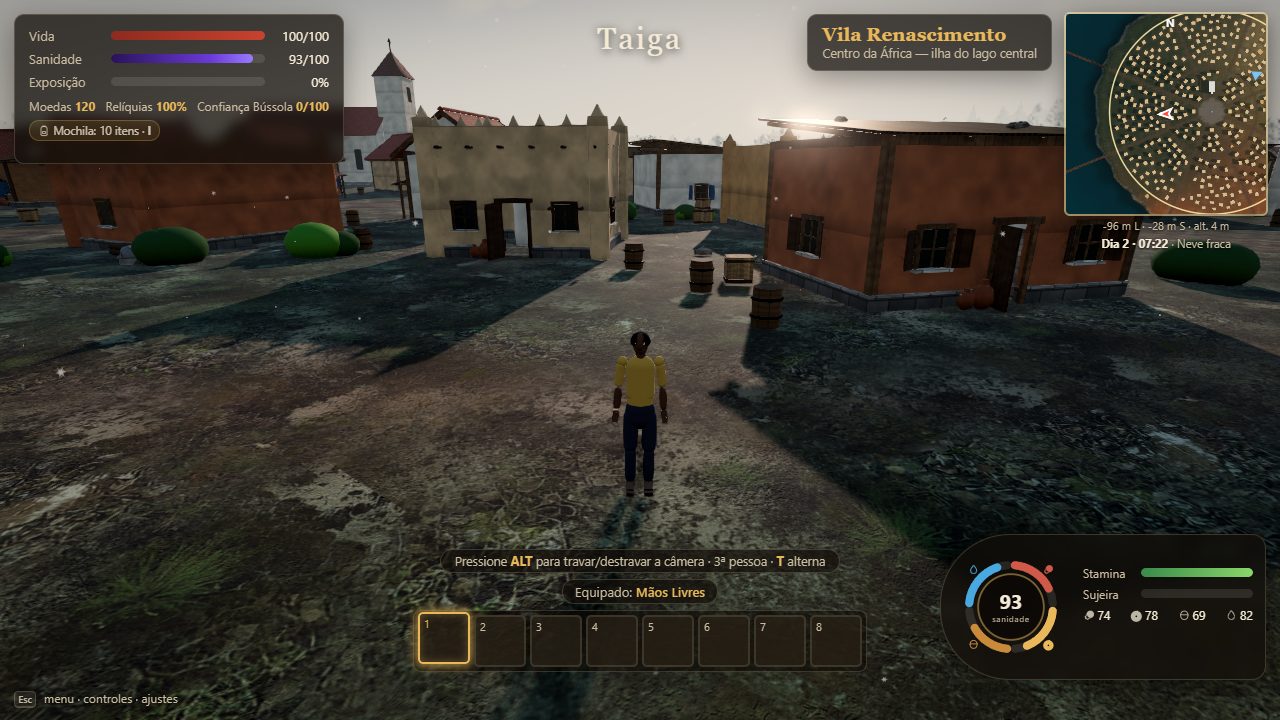 Vida 100/100
Sanidade 93/100
Exposição 0%
Moedas 120 Relíquias 100% Confiança Bússola 0/100
Mochila: 10 itens · I
Taiga
Vila Renascimento
Centro da África — ilha do lago central
N
-96 m L · -28 m S · alt. 4 m
Dia 2 · 07:22 · Neve fraca
Pressione ALT para travar/destravar a câmera · 3ª pessoa · T alterna
Equipado: Mãos Livres
1 2 3 4 5 6 7 8
93
sanidade
Stamina
Sujeira
74 78 69 82
Esc menu · controles · ajustes